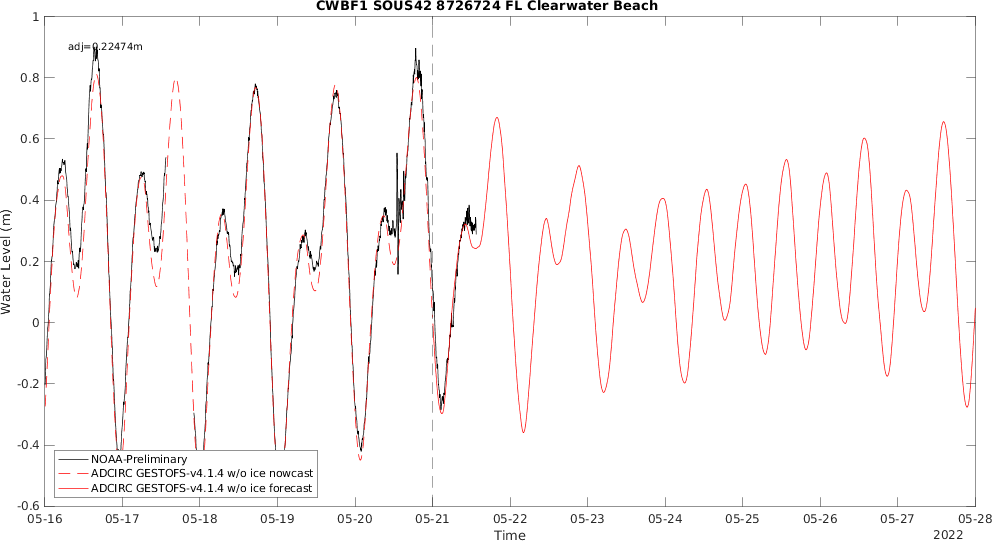 CWBF1 SOUS42 8726724 FL Clearwater Beach
1
adj=0.22474m
0.8
0.6
0.4
0.2
0
-0.2
-0.4
-0.6
Water Level (m)
NOAA-Preliminary
ADCIRC GESTOFS-v4.1.4 w/o ice nowcast
ADCIRC GESTOFS-v4.1.4 w/o ice forecast
05-16 05-17 05-18 05-19 05-20 05-21 05-22 05-23 05-24 05-25 05-26 05-27 05-28
Time
2022